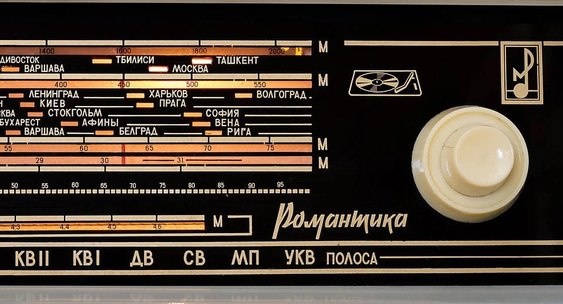 1400 1600 1800 2000 М
ДИВОСТОК ТБИЛИСИ ТАШКЕНТ
ВАРШАВА МОСКВА
400 450 500 550 М
ЛЕНИНГРАД ХАРЬКОВ ВОЛГОГРАД
КИЕВ ПРАГА
КВА СТОКГОЛЬМ СОФИЯ
БУХАРЕСТ АФИНЫ ВЕНА
ВАРШАВА БЕЛГРАД РИГА
55 60 65 70 75 М
29 30 31 М
50 55 60 65 70 75 80 85 90 95
4.3 4.4 4.5 4.6 М
Романтика
КВII КВI ДВ СВ МП УКВ ПОЛОСА